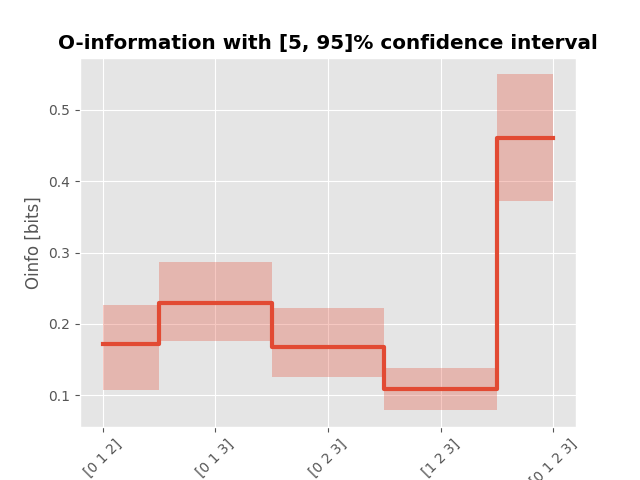 O-information with [5, 95]% confidence interval
Oinfo [bits]
0.5
0.4
0.3
0.2
0.1
[0 1 2]
[0 1 3]
[0 2 3]
[1 2 3]
[0 1 2 3]